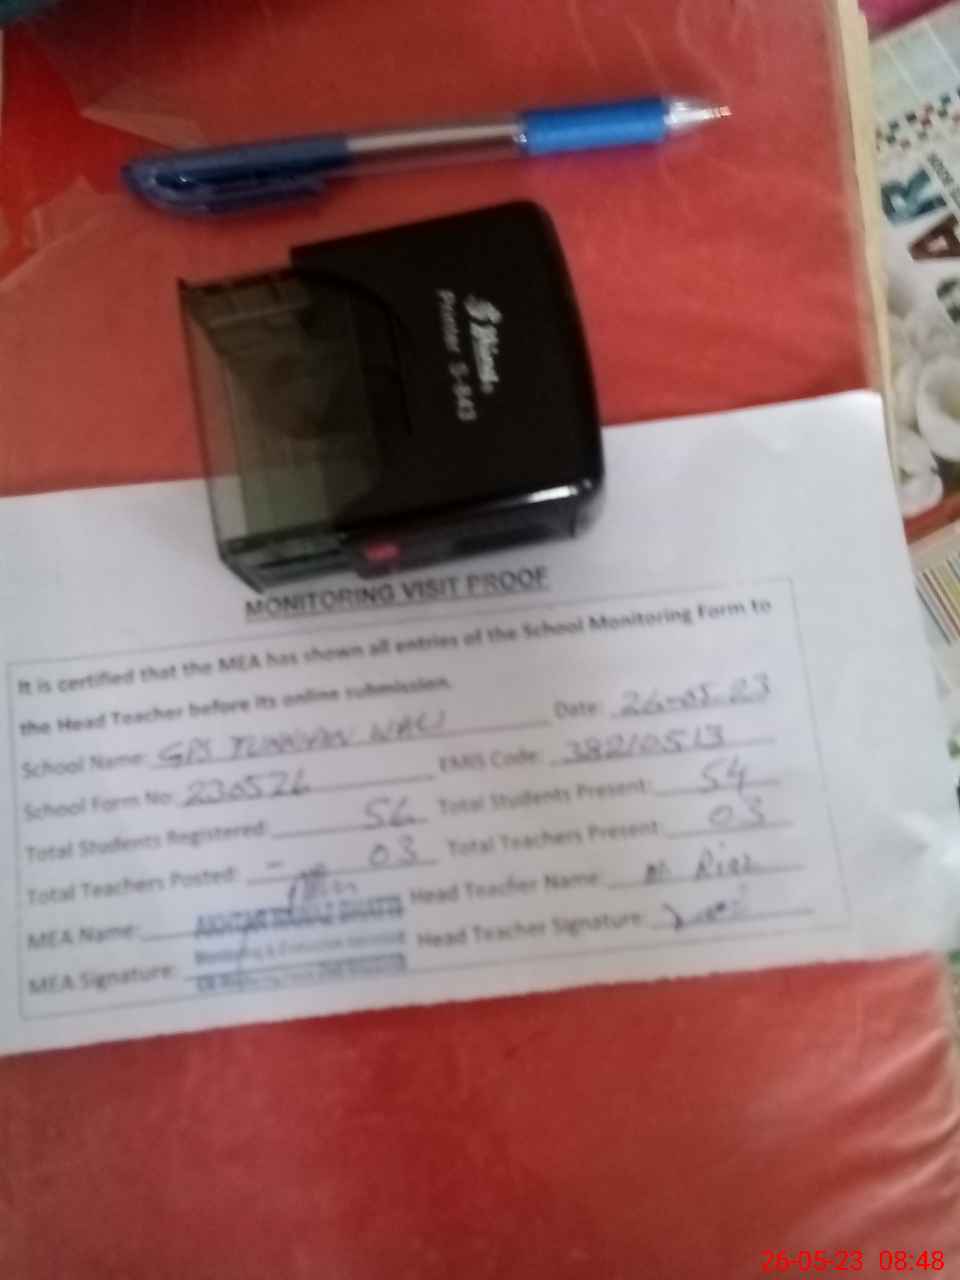 Shiny
Printer S-843
MONITORING VISIT PROOF
It is certified that the MEA has shown all entries of the School Monitoring Form to
the Head Teacher before its online submission.
School Name: GPS WALI Date: 26-05-23
School Form No: 230526 EMIS Code: 38210513
Total Students Registered: 56 Total Students Present: 54
Total Teachers Posted: - 03 Total Teachers Present: 03
MEA Name: Head Teacher Name: M. Riaz
MEA Signature: Head Teacher Signature:
26-05-23 08:48